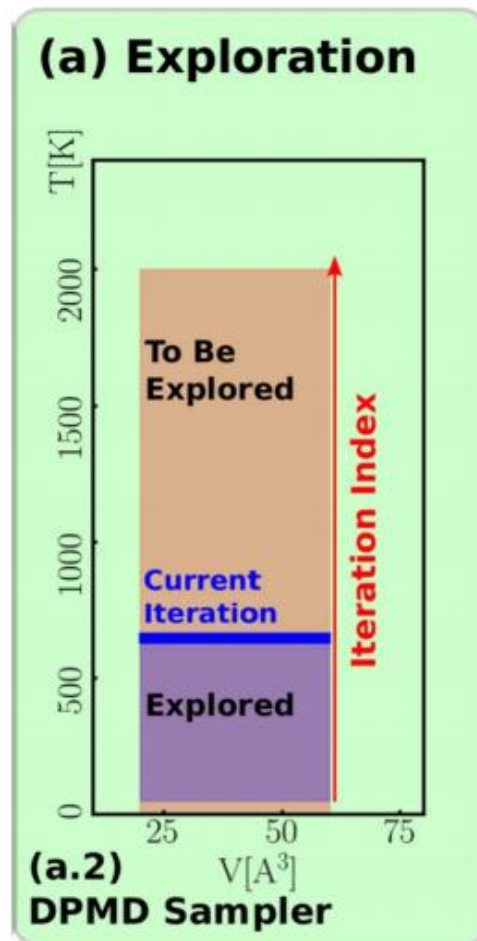 (a) Exploration
T[K]
2000
1500
1000
500
0
To Be
Explored
Current
Iteration
Explored
Iteration Index
25 50 75
V[A³]
(a.2)
DPMD Sampler